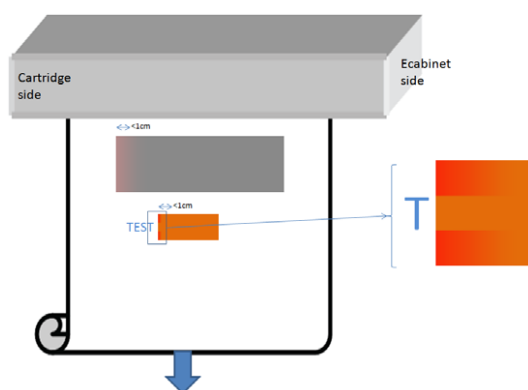 Cartridge
side
Ecabinet
side
<1cm
<1cm
TEST
T